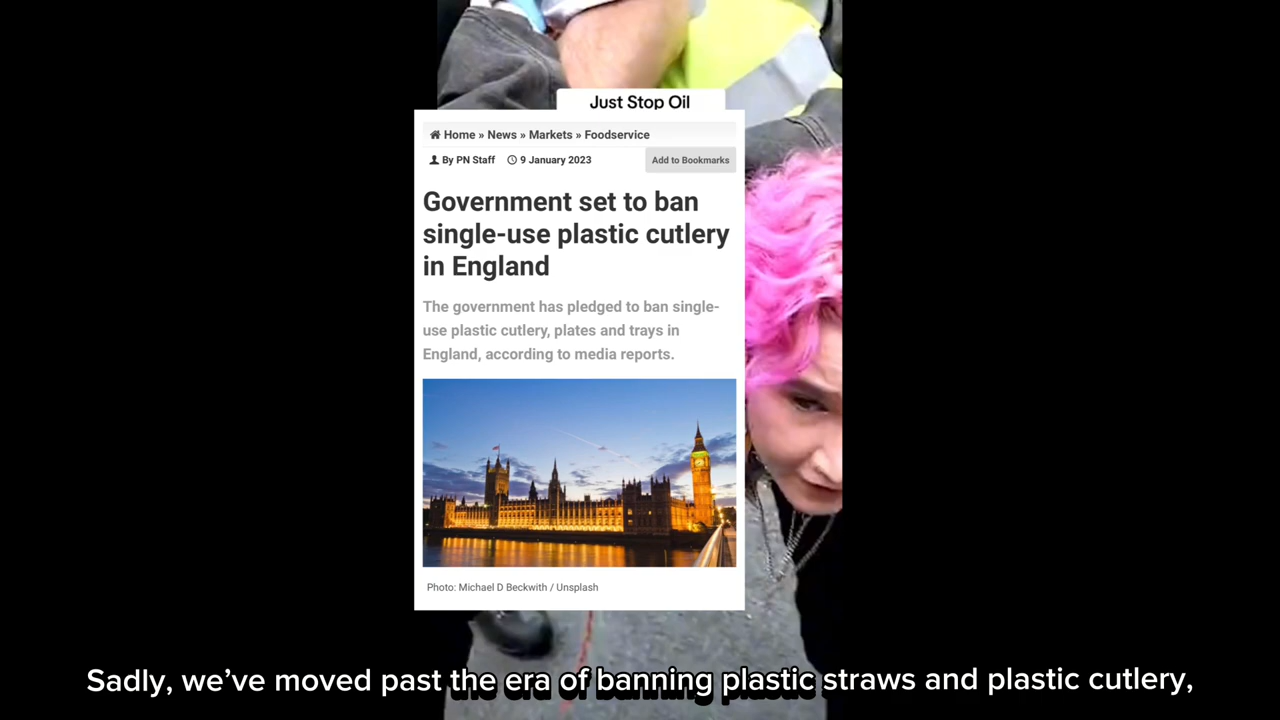 Just Stop Oil
Home » News » Markets » Foodservice
By PN Staff 9 January 2023 Add to Bookmarks
Government set to ban
single-use plastic cutlery
in England
The government has pledged to ban single-
use plastic cutlery, plates and trays in
England, according to media reports.
Photo: Michael D Beckwith / Unsplash
Sadly, we’ve moved past the era of banning plastic straws and plastic cutlery,